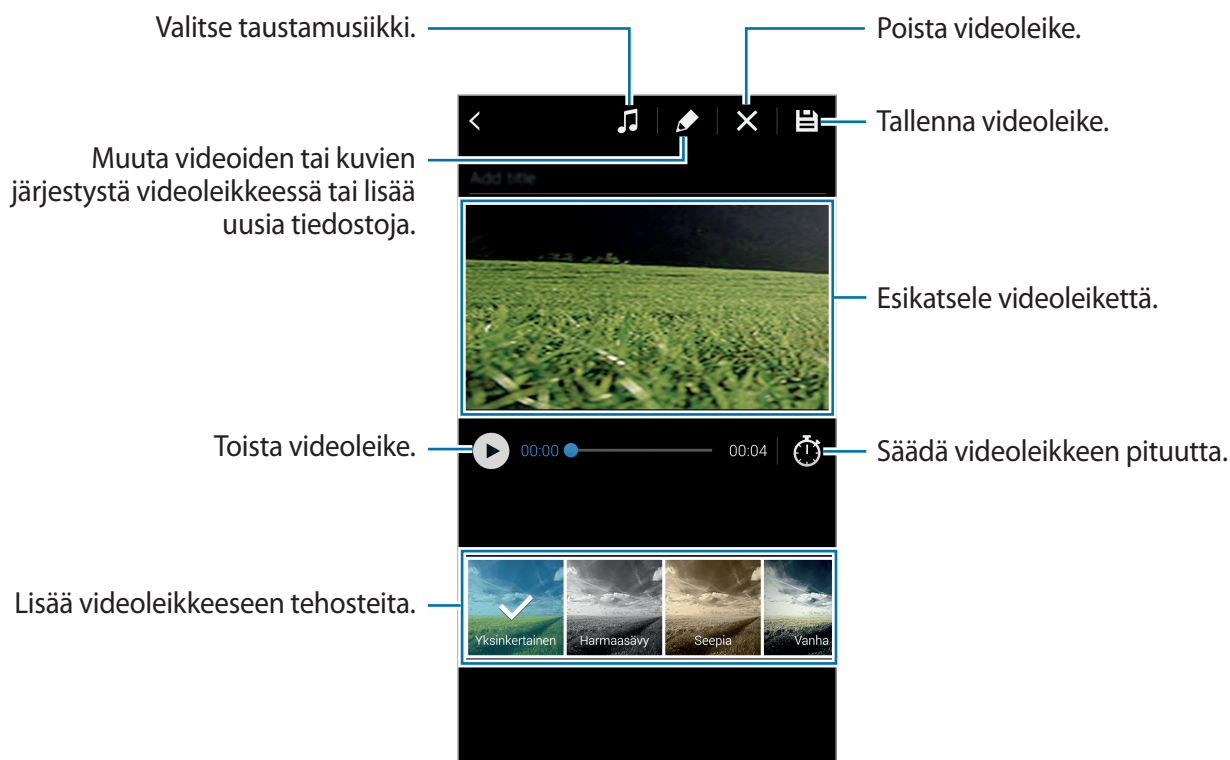 Valitse taustamusiikki.
Poista videoleike.
Tallenna videoleike.
Muuta videoiden tai kuvien
järjestystä videoleikkeessä tai lisää
uusia tiedostoja.
Add title
Esikatsele videoleikettä.
Toista videoleike.
00:00
00:04
Säädä videoleikkeen pituutta.
Lisää videoleikkeeseen tehosteita.
Yksinkertainen
Harmaasävy
Seepia
Vanha